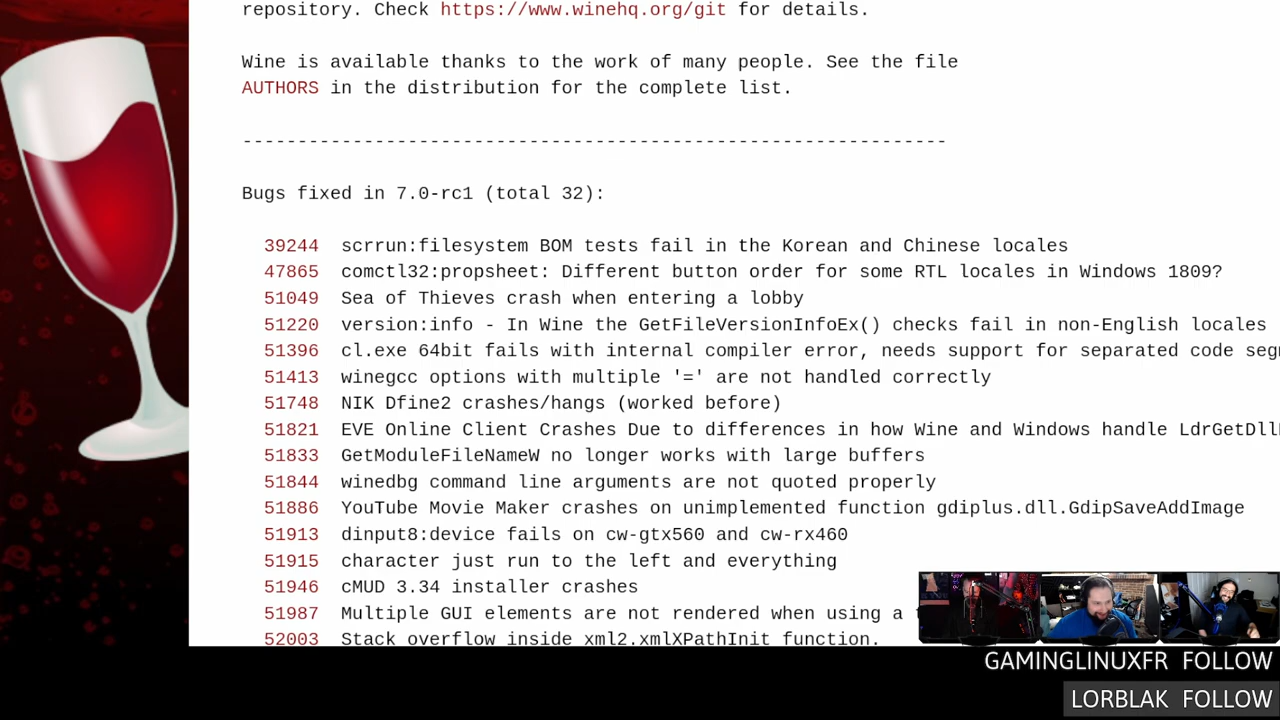 repository. Check https://www.winehq.org/git for details.
Wine is available thanks to the work of many people. See the file
AUTHORS in the distribution for the complete list.
----------------------------------------------------------------
Bugs fixed in 7.0-rc1 (total 32):
39244 scrrun:filesystem BOM tests fail in the Korean and Chinese locales
47865 comctl32:propsheet: Different button order for some RTL locales in Windows 1809?
51049 Sea of Thieves crash when entering a lobby
51220 version:info - In Wine the GetFileVersionInfoEx() checks fail in non-English locales
51396 cl.exe 64bit fails with internal compiler error, needs support for separated code
51413 winegcc options with multiple '=' are not handled correctly
51748 NIK Dfine2 crashes/hangs (worked before)
51821 EVE Online Client Crashes Due to differences in how Wine and Windows handle
51833 GetModuleFileNameW no longer works with large buffers
51844 winedbg command line arguments are not quoted properly
51886 YouTube Movie Maker crashes on unimplemented function gdiplus.dll.GdipSaveAddImage
51913 dinput8:device fails on cw-gtx560 and cw-rx460
51915 character just run to the left and everything
51946 cMUD 3.34 installer crashes
51987 Multiple GUI elements are not rendered when using a
52003 Stack overflow inside xml2.xmlXPathInit function.
GAMINGLINUXFR FOLLOW
LORBLAK FOLLOW